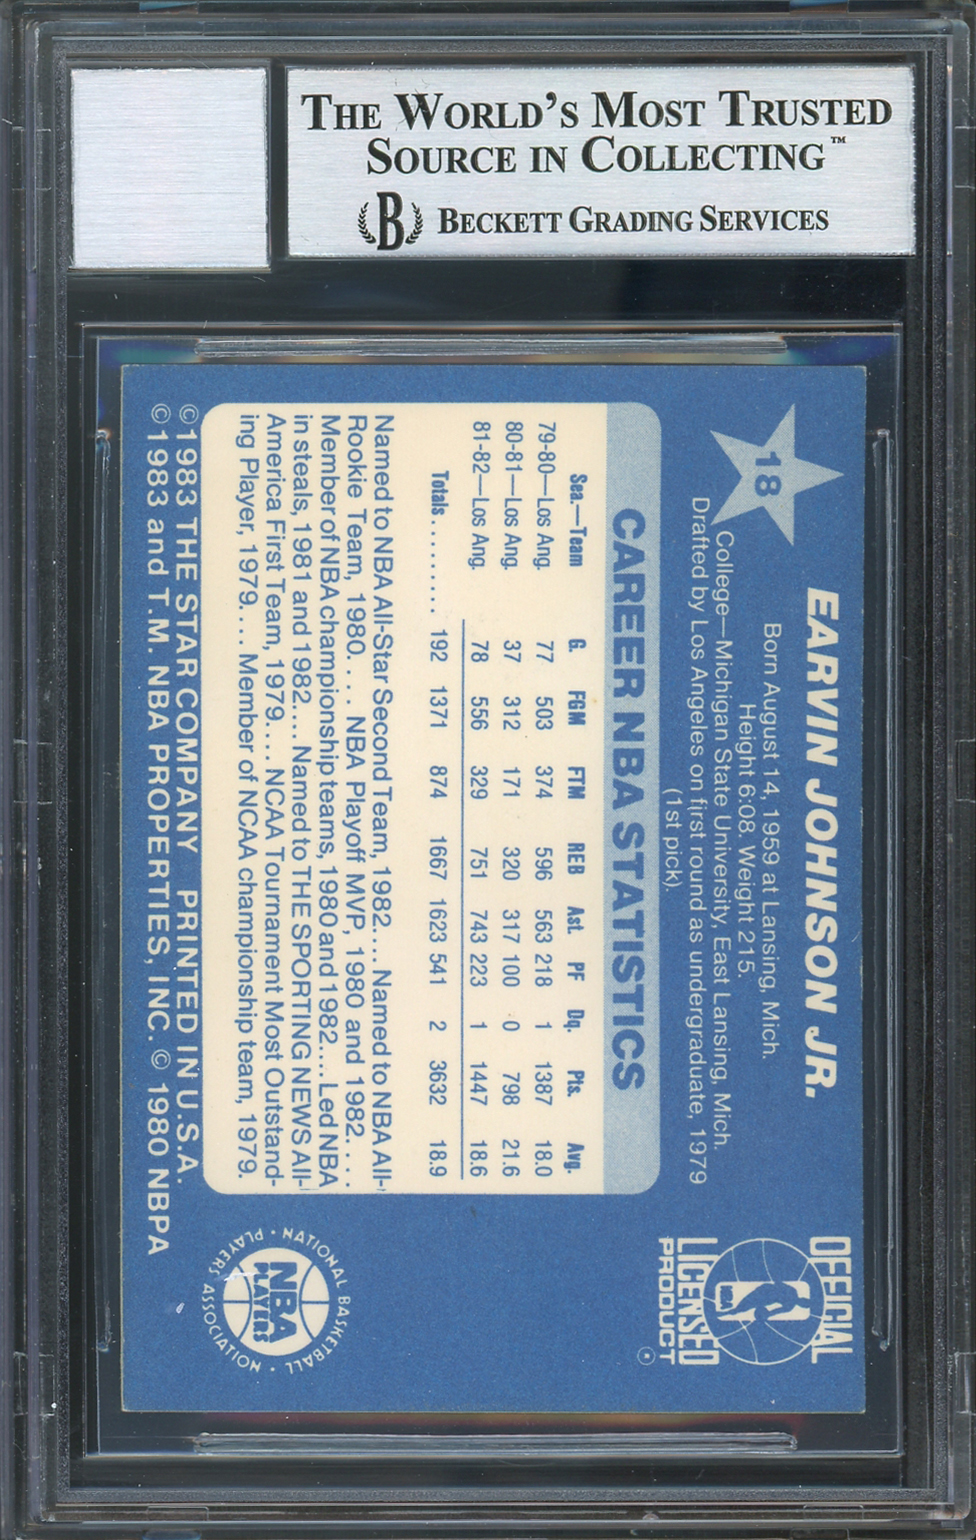 THE WORLD'S MOST TRUSTED
SOURCE IN COLLECTING™
B BECKETT GRADING SERVICES
18
EARVIN JOHNSON JR.
Born August 14, 1959 at Lansing, Mich.
Height 6:08. Weight 215.
College—Michigan State University, East Lansing, Mich.
Drafted by Los Angeles on first round as undergraduate, 1979
(1st pick).
CAREER NBA STATISTICS
Sea.—Team G. FGM FTM REB Ast. PF Dq. Pts. Avg.
79-80—Los Ang. 77 503 374 596 563 218 1 1387 18.0
80-81—Los Ang. 37 312 171 320 317 100 0 798 21.6
81-82—Los Ang. 78 556 329 751 743 223 1 1447 18.6
Totals........ 192 1371 874 1667 1623 541 2 3632 18.9
Named to NBA All-Star Second Team, 1982.... Named to NBA All-
Rookie Team, 1980.... NBA Playoff MVP, 1980 and 1982....
Member of NBA championship teams, 1980 and 1982.... Led NBA
in steals, 1981 and 1982.... Named to THE SPORTING NEWS All-
America First Team, 1979.... NCAA Tournament Most Outstand-
ing Player, 1979.... Member of NCAA championship team, 1979.
©1983 THE STAR COMPANY PRINTED IN U.S.A.
©1983 and T.M. NBA PROPERTIES, INC. © 1980 NBPA
OFFICIAL
NBA
LICENSED
PRODUCT
NATIONAL BASKETBALL
NBA
PLAYERS
PLAYERS ASSOCIATION